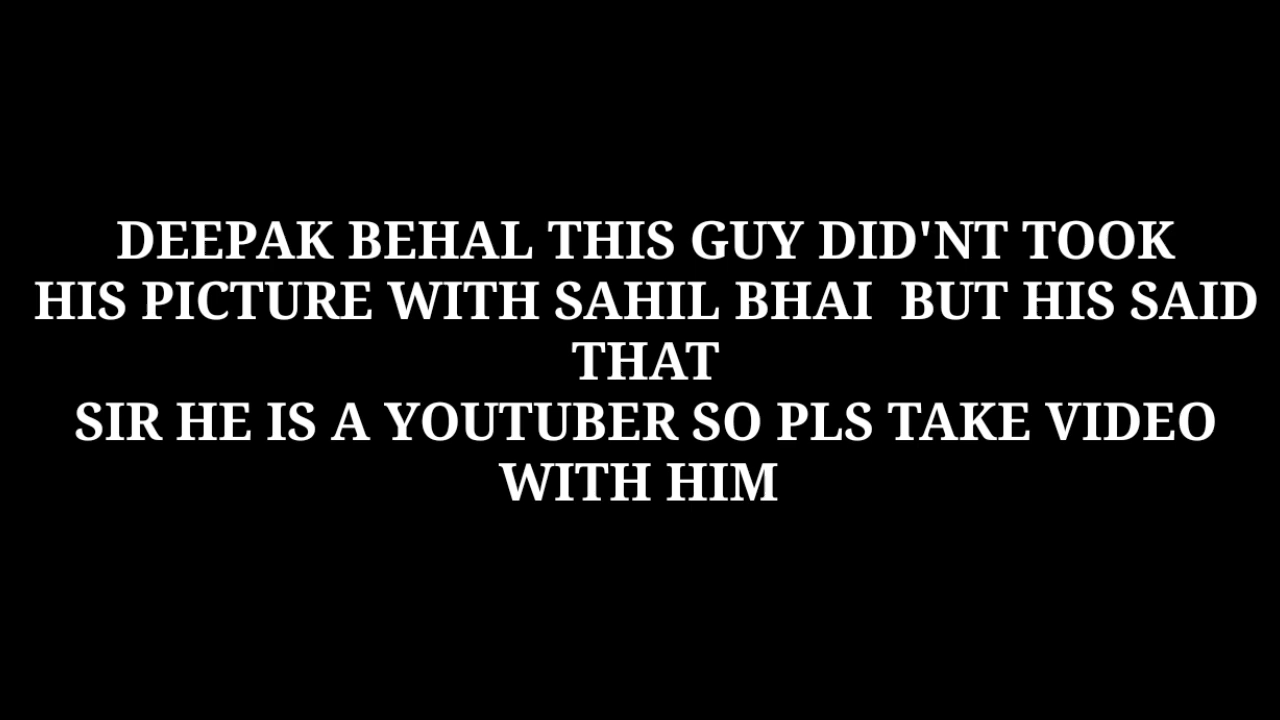 DEEPAK BEHAL THIS GUY DID'NT TOOK
HIS PICTURE WITH SAHIL BHAI  BUT HIS SAID
THAT
SIR HE IS A YOUTUBER SO PLS TAKE VIDEO
WITH HIM